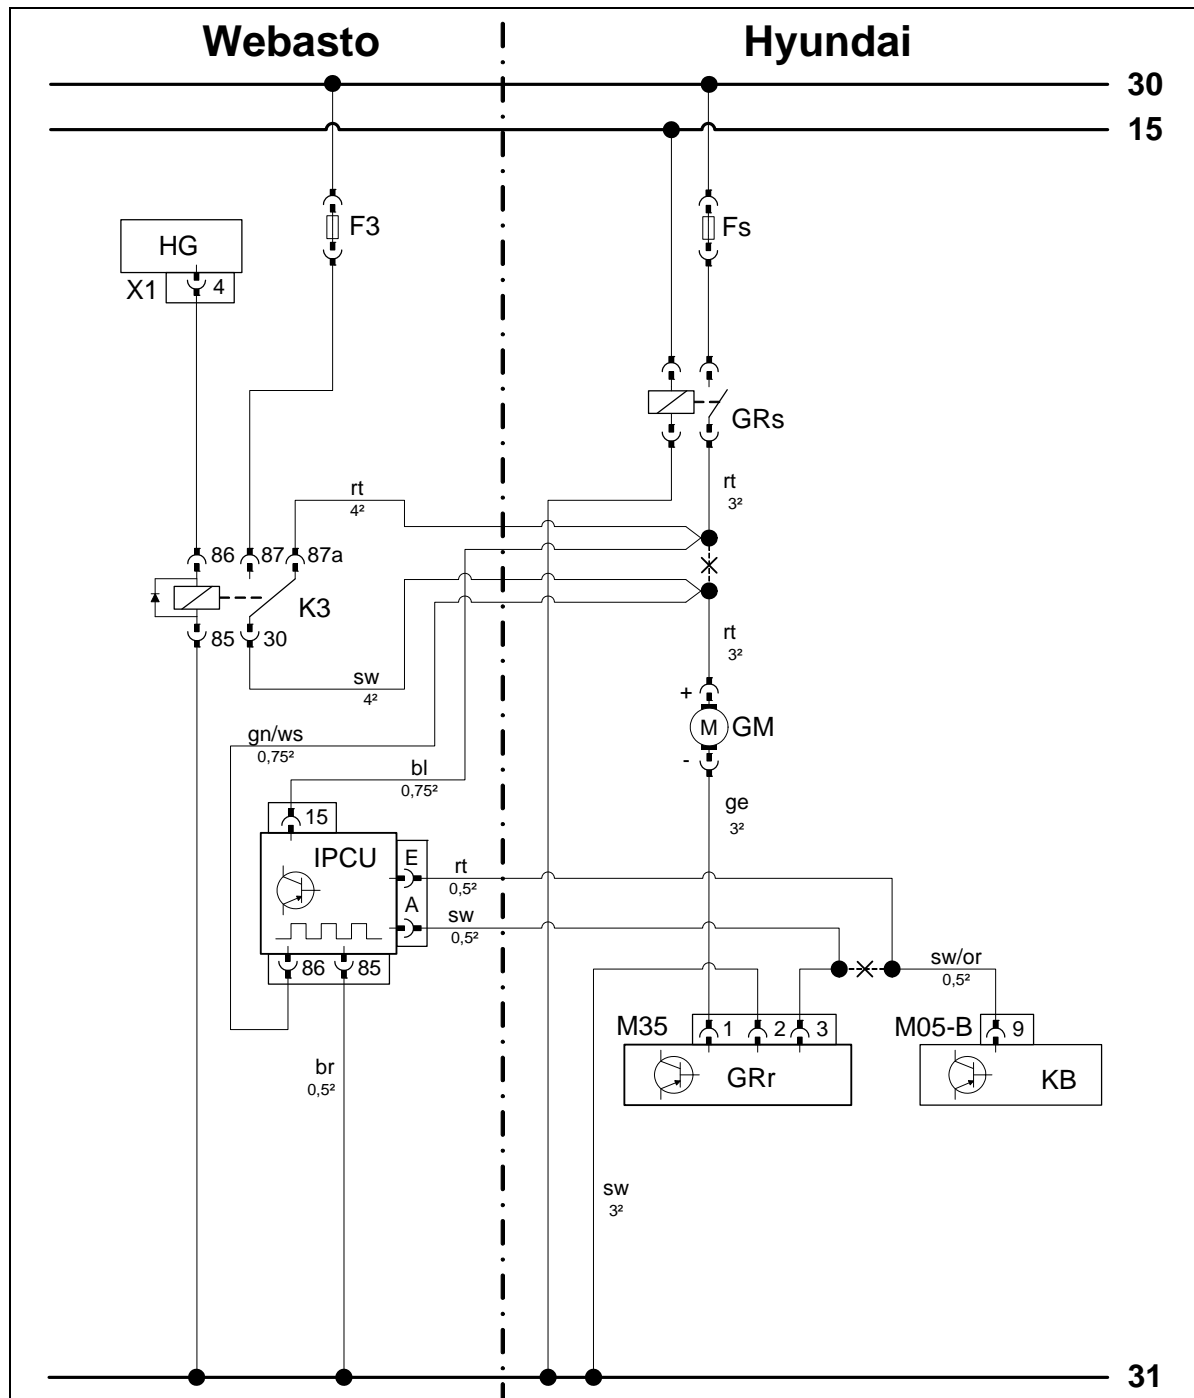 Webasto
Hyundai
30
15
F3
Fs
HG
X1
4
GRs
rt
4²
rt
3²
86
87
87a
K3
85
30
rt
3²
sw
4²
+
M
GM
-
gn/ws
0,75²
bl
0,75²
ge
3²
15
IPCU
E
rt
0,5²
A
sw
0,5²
sw/or
0,5²
86
85
M35
1
2
3
M05-B
9
br
0,5²
GRr
KB
sw
3²
31